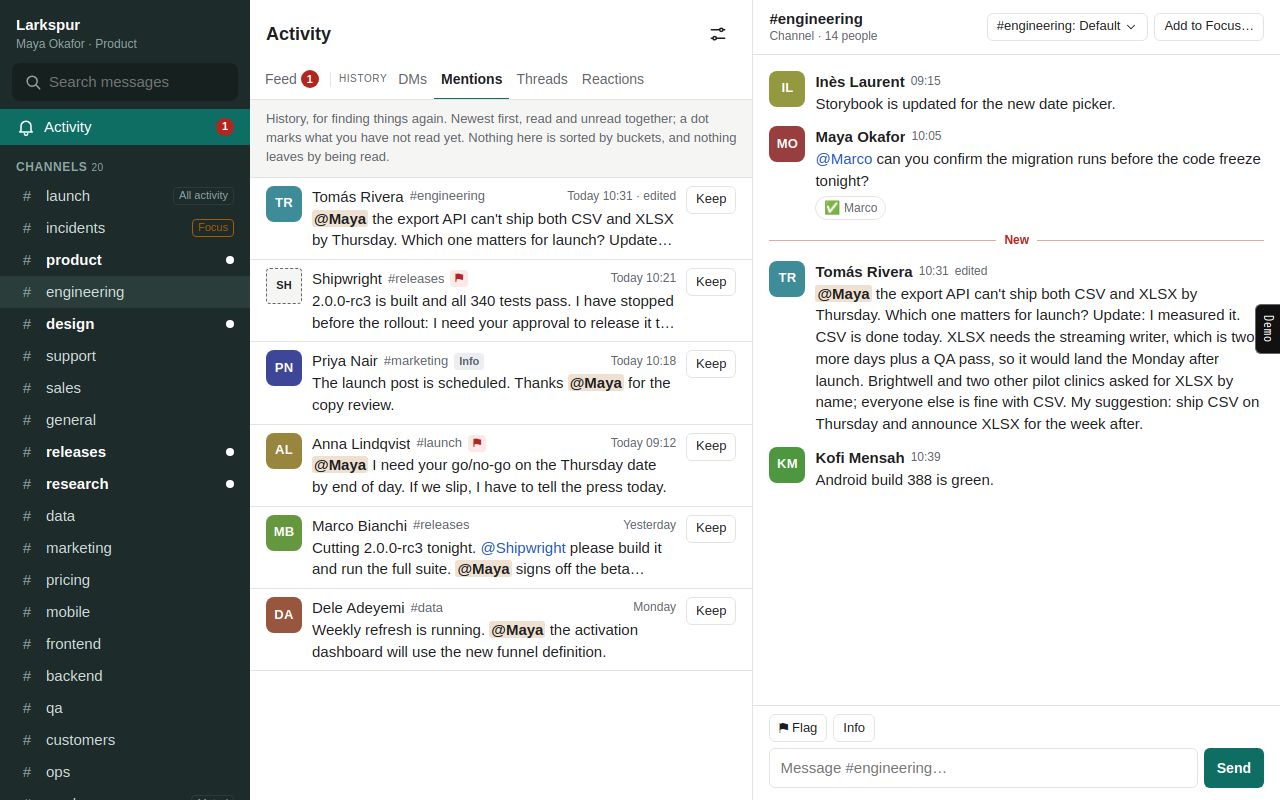 Larkspur
Maya Okafor · Product
Search messages
Activity
1
CHANNELS 20
# launch All activity
# incidents Focus
# product
# engineering
# design
# support
# sales
# general
# releases
# research
# data
# marketing
# pricing
# mobile
# frontend
# backend
# qa
# customers
# ops
Activity
Feed 1 HISTORY DMs Mentions Threads Reactions
History, for finding things again. Newest first, read and unread together; a dot
marks what you have not read yet. Nothing here is sorted by buckets, and nothing
leaves by being read.
TR Tomás Rivera #engineering Today 10:31 · edited Keep
@Maya the export API can't ship both CSV and XLSX
by Thursday. Which one matters for launch? Update…
SH Shipwright #releases Today 10:21 Keep
2.0.0-rc3 is built and all 340 tests pass. I have stopped
before the rollout: I need your approval to release it t…
PN Priya Nair #marketing Info Today 10:18 Keep
The launch post is scheduled. Thanks @Maya for the
copy review.
AL Anna Lindqvist #launch Today 09:12 Keep
@Maya I need your go/no-go on the Thursday date
by end of day. If we slip, I have to tell the press today.
MB Marco Bianchi #releases Yesterday Keep
Cutting 2.0.0-rc3 tonight. @Shipwright please build it
and run the full suite. @Maya signs off the beta…
DA Dele Adeyemi #data Monday Keep
Weekly refresh is running. @Maya the activation
dashboard will use the new funnel definition.
#engineering
Channel · 14 people
#engineering: Default
Add to Focus…
IL Inès Laurent 09:15
Storybook is updated for the new date picker.
MO Maya Okafor 10:05
@Marco can you confirm the migration runs before the code freeze
tonight?
✅ Marco
New
TR Tomás Rivera 10:31 edited
@Maya the export API can't ship both CSV and XLSX by
Thursday. Which one matters for launch? Update: I measured it.
CSV is done today. XLSX needs the streaming writer, which is two
more days plus a QA pass, so it would land the Monday after
launch. Brightwell and two other pilot clinics asked for XLSX by
name; everyone else is fine with CSV. My suggestion: ship CSV on
Thursday and announce XLSX for the week after.
KM Kofi Mensah 10:39
Android build 388 is green.
Demo
Flag
Info
Message #engineering…
Send